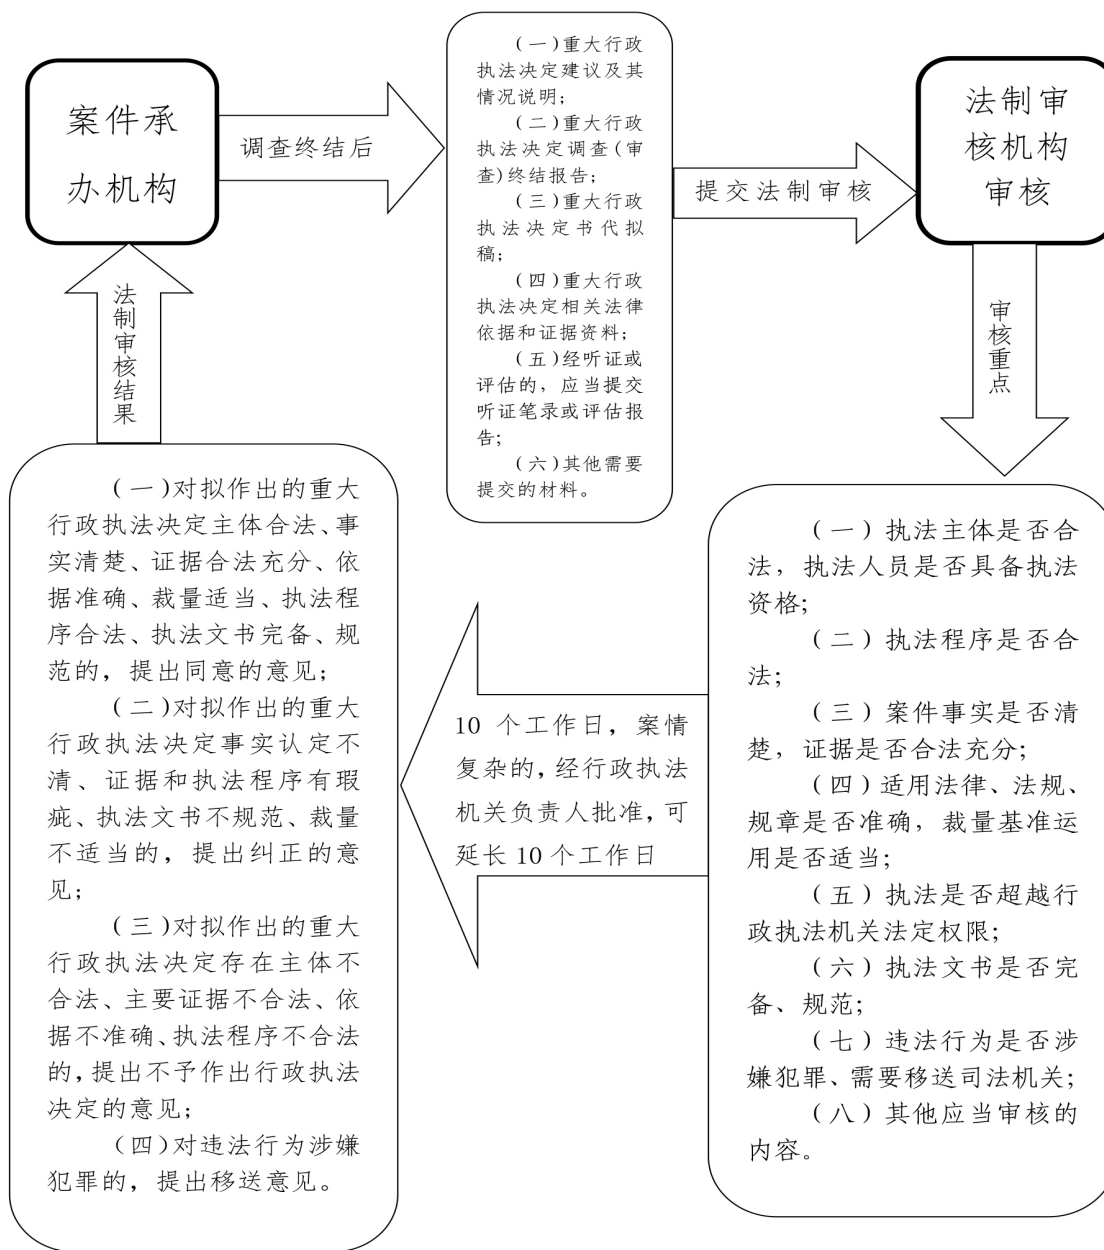 案件承
办机构
调查终结后
（一）重大行政
执法决定建议及其
情况说明；
（二）重大行政
执法决定调查（审
查）终结报告；
（三）重大行政
执法决定书代拟
稿；
（四）重大行政
执法决定相关法律
依据和证据资料；
（五）经听证或
评估的，应当提交
听证笔录或评估报
告；
（六）其他需要
提交的材料。
提交法制审核
法制审
核机构
审核
审核重点
（一）执法主体是否合
法，执法人员是否具备执法
资格；
（二）执法程序是否合
法；
（三）案件事实是否清
楚，证据是否合法充分；
（四）适用法律、法规、
规章是否准确，裁量基准运
用是否适当；
（五）执法是否超越行
政执法机关法定权限；
（六）执法文书是否完
备、规范；
（七）违法行为是否涉
嫌犯罪、需要移送司法机关；
（八）其他应当审核的
内容。
10 个工作日，案情
复杂的，经行政执法
机关负责人批准，可
延长 10 个工作日
（一）对拟作出的重大
行政执法决定主体合法、事
实清楚、证据合法充分、依
据准确、裁量适当、执法程
序合法、执法文书完备、规
范的，提出同意的意见；
（二）对拟作出的重大
行政执法决定事实认定不
清、证据和执法程序有瑕
疵、执法文书不规范、裁量
不适当的，提出纠正的意
见；
（三）对拟作出的重大
行政执法决定存在主体不
合法、主要证据不合法、依
据不准确、执法程序不合法
的，提出不予作出行政执法
决定的意见；
（四）对违法行为涉嫌
犯罪的，提出移送意见。
法制审核结果